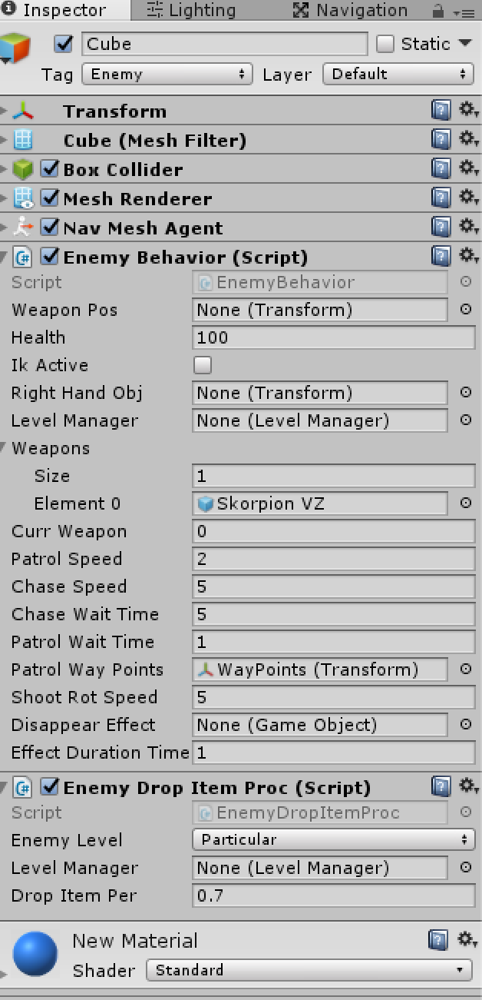 Inspector Lighting Navigation
Cube Static
Tag Enemy Layer Default
Transform
Cube (Mesh Filter)
Box Collider
Mesh Renderer
Nav Mesh Agent
Enemy Behavior (Script)
Script EnemyBehavior
Weapon Pos None (Transform)
Health 100
Ik Active
Right Hand Obj None (Transform)
Level Manager None (Level Manager)
Weapons
Size 1
Element 0 Skorpion VZ
Curr Weapon 0
Patrol Speed 2
Chase Speed 5
Chase Wait Time 5
Patrol Wait Time 1
Patrol Way Points WayPoints (Transform)
Shoot Rot Speed 5
Disappear Effect None (Game Object)
Effect Duration Time 1
Enemy Drop Item Proc (Script)
Script EnemyDropItemProc
Enemy Level Particular
Level Manager None (Level Manager)
Drop Item Per 0.7
New Material
Shader Standard